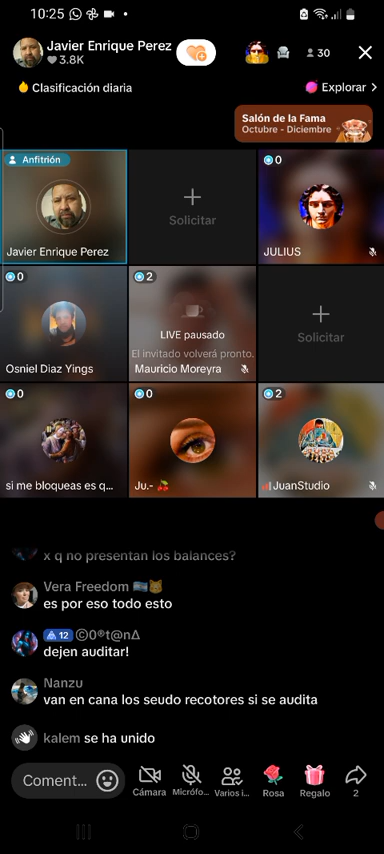 10:25
Javier Enrique Perez
3.8K
30
Clasificación diaria
Explorar
Salón de la Fama
Octubre - Diciembre
Anfitrión
Javier Enrique Perez
Solicitar
0
JULIUS
0
Osniel Diaz Yings
2
LIVE pausado
El invitado volverá pronto.
Mauricio Moreyra
Solicitar
0
si me bloqueas es q...
0
Ju.-
2
JuanStudio
x q no presentan los balances?
Vera Freedom
es por eso todo esto
12 ©0®t@n∆
dejen auditar!
Nanzu
van en cana los seudo recotores si se audita
kalem se ha unido
Coment...
Cámara
Micrófo...
Varios i...
Rosa
Regalo
2